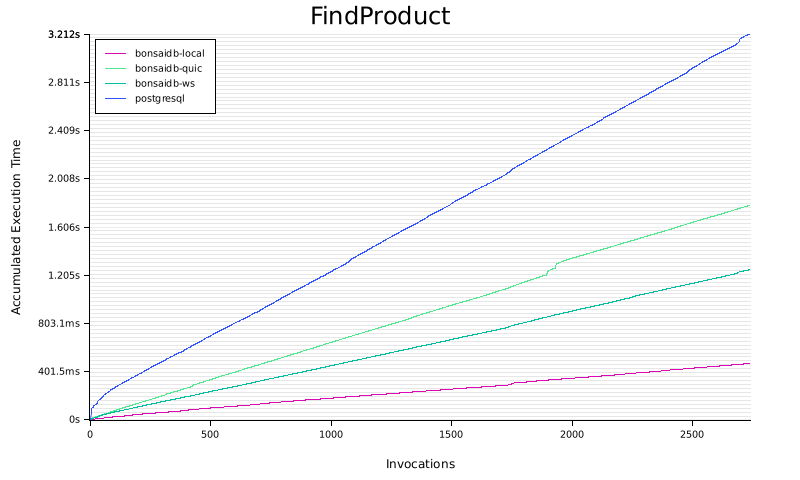 FindProduct
3.212s
2.811s
2.409s
2.008s
1.606s
1.205s
803.1ms
401.5ms
0s
bonsaidb-local
bonsaidb-quic
bonsaidb-ws
postgresql
Accumulated Execution Time
0 500 1000 1500 2000 2500
Invocations